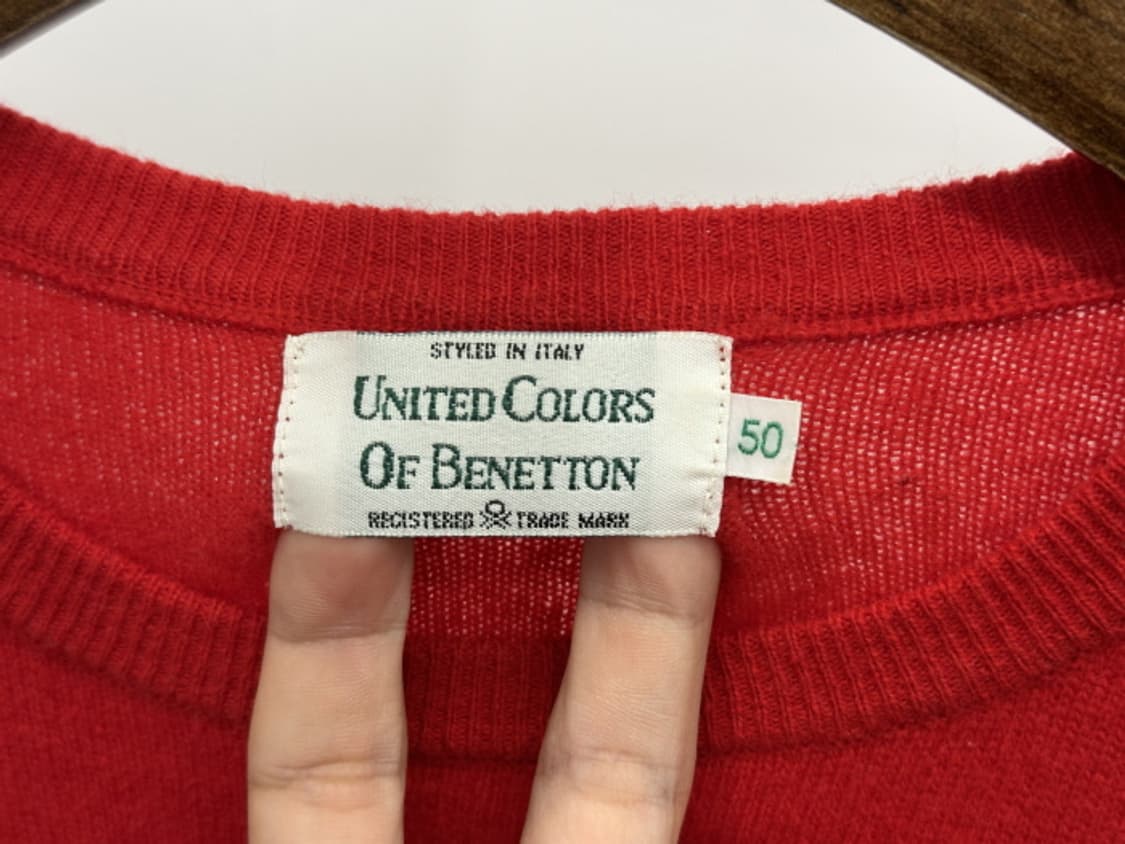 STYLED IN ITALY
UNITED COLORS
OF BENETTON
REGISTERED TRADE MARK
50